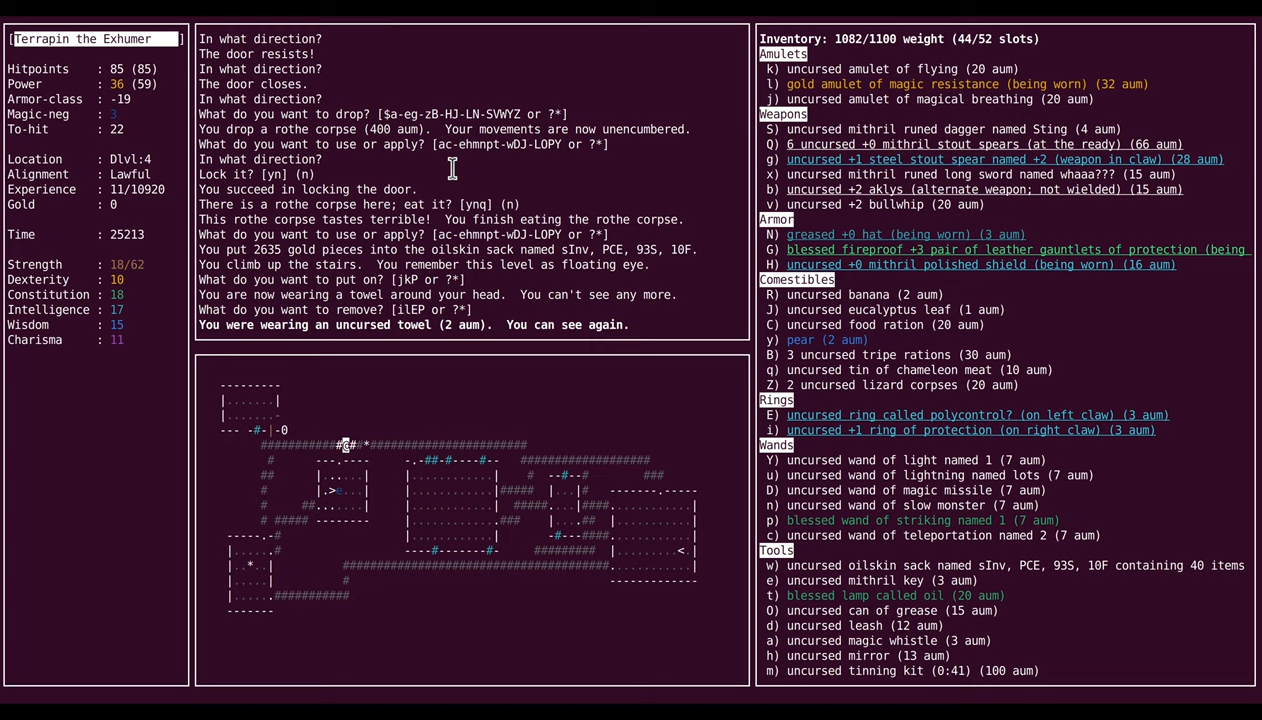 [Terrapin the Exhumer ]
Hitpoints : 85 (85)
Power : 36 (59)
Armor-class : -19
Magic-neg : 3
To-hit : 22
Location : Dlvl:4
Alignment : Lawful
Experience : 11/10920
Gold : 0
Time : 25213
Strength : 18/62
Dexterity : 10
Constitution : 18
Intelligence : 17
Wisdom : 15
Charisma : 11
In what direction?
The door resists!
In what direction?
The door closes.
In what direction?
What do you want to drop? [$a-eg-zB-HJ-LN-SVWYZ or ?*]
You drop a rothe corpse (400 aum).  Your movements are now unencumbered.
What do you want to use or apply? [ac-ehmnpt-wDJ-LOPY or ?*]
In what direction?
Lock it? [yn] (n)
You succeed in locking the door.
There is a rothe corpse here; eat it? [ynq] (n)
This rothe corpse tastes terrible!  You finish eating the rothe corpse.
What do you want to use or apply? [ac-ehmnpt-wDJ-LOPY or ?*]
You put 2635 gold pieces into the oilskin sack named sInv, PCE, 93S, 10F.
You climb up the stairs.  You remember this level as floating eye.
What do you want to put on? [jkP or ?*]
You are now wearing a towel around your head.  You can't see any more.
What do you want to remove? [ilEP or ?*]
You were wearing an uncursed towel (2 aum).  You can see again.
Inventory: 1082/1100 weight (44/52 slots)
Amulets
k) uncursed amulet of flying (20 aum)
l) gold amulet of magic resistance (being worn) (32 aum)
j) uncursed amulet of magical breathing (20 aum)
Weapons
S) uncursed mithril runed dagger named Sting (4 aum)
Q) 6 uncursed +0 mithril stout spears (at the ready) (66 aum)
g) uncursed +1 steel stout spear named +2 (weapon in claw) (28 aum)
x) uncursed mithril runed long sword named whaa??? (15 aum)
b) uncursed +2 aklys (alternate weapon; not wielded) (15 aum)
v) uncursed +2 bullwhip (20 aum)
Armor
N) greased +0 hat (being worn) (3 aum)
G) blessed fireproof +3 pair of leather gauntlets of protection (being
H) uncursed +0 mithril polished shield (being worn) (16 aum)
Comestibles
R) uncursed banana (2 aum)
J) uncursed eucalyptus leaf (1 aum)
C) uncursed food ration (20 aum)
y) pear (2 aum)
B) 3 uncursed tripe rations (30 aum)
q) uncursed tin of chameleon meat (10 aum)
Z) 2 uncursed lizard corpses (20 aum)
Rings
E) uncursed ring called polycontrol? (on left claw) (3 aum)
i) uncursed +1 ring of protection (on right claw) (3 aum)
Wands
Y) uncursed wand of light named 1 (7 aum)
u) uncursed wand of lightning named lots (7 aum)
D) uncursed wand of magic missile (7 aum)
n) uncursed wand of slow monster (7 aum)
p) blessed wand of striking named 1 (7 aum)
c) uncursed wand of teleportation named 2 (7 aum)
Tools
w) uncursed oilskin sack named sInv, PCE, 93S, 10F containing 40 items
e) mithril key (3 aum)
t) blessed lamp called oil (20 aum)
O) uncursed can of grease (15 aum)
d) uncursed leash (12 aum)
a) uncursed magic whistle (3 aum)
h) uncursed mirror (13 aum)
m) uncursed tinning kit (0:41) (100 aum)